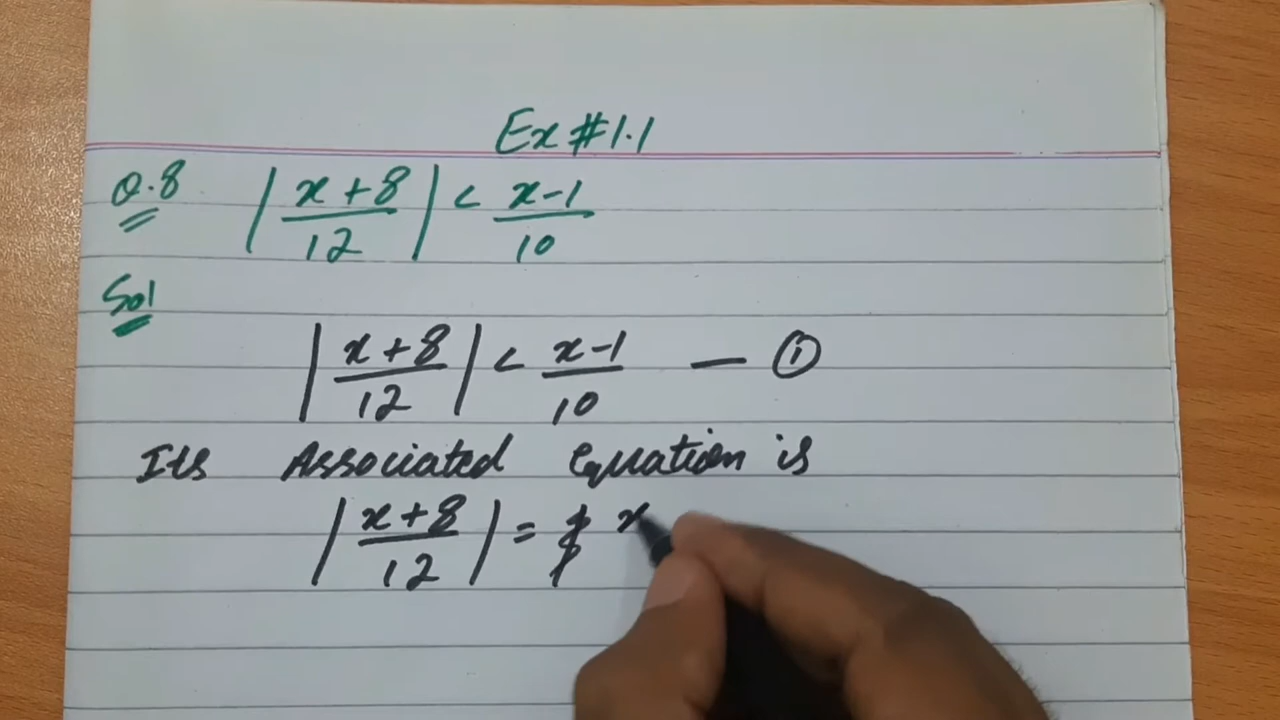 Ex #1.1
Q.8 | x+8 / 12 | < x-1 / 10
Sol
| x+8 / 12 | < x-1 / 10 — ①
Its Associated Equation is
| x+8 / 12 | = x